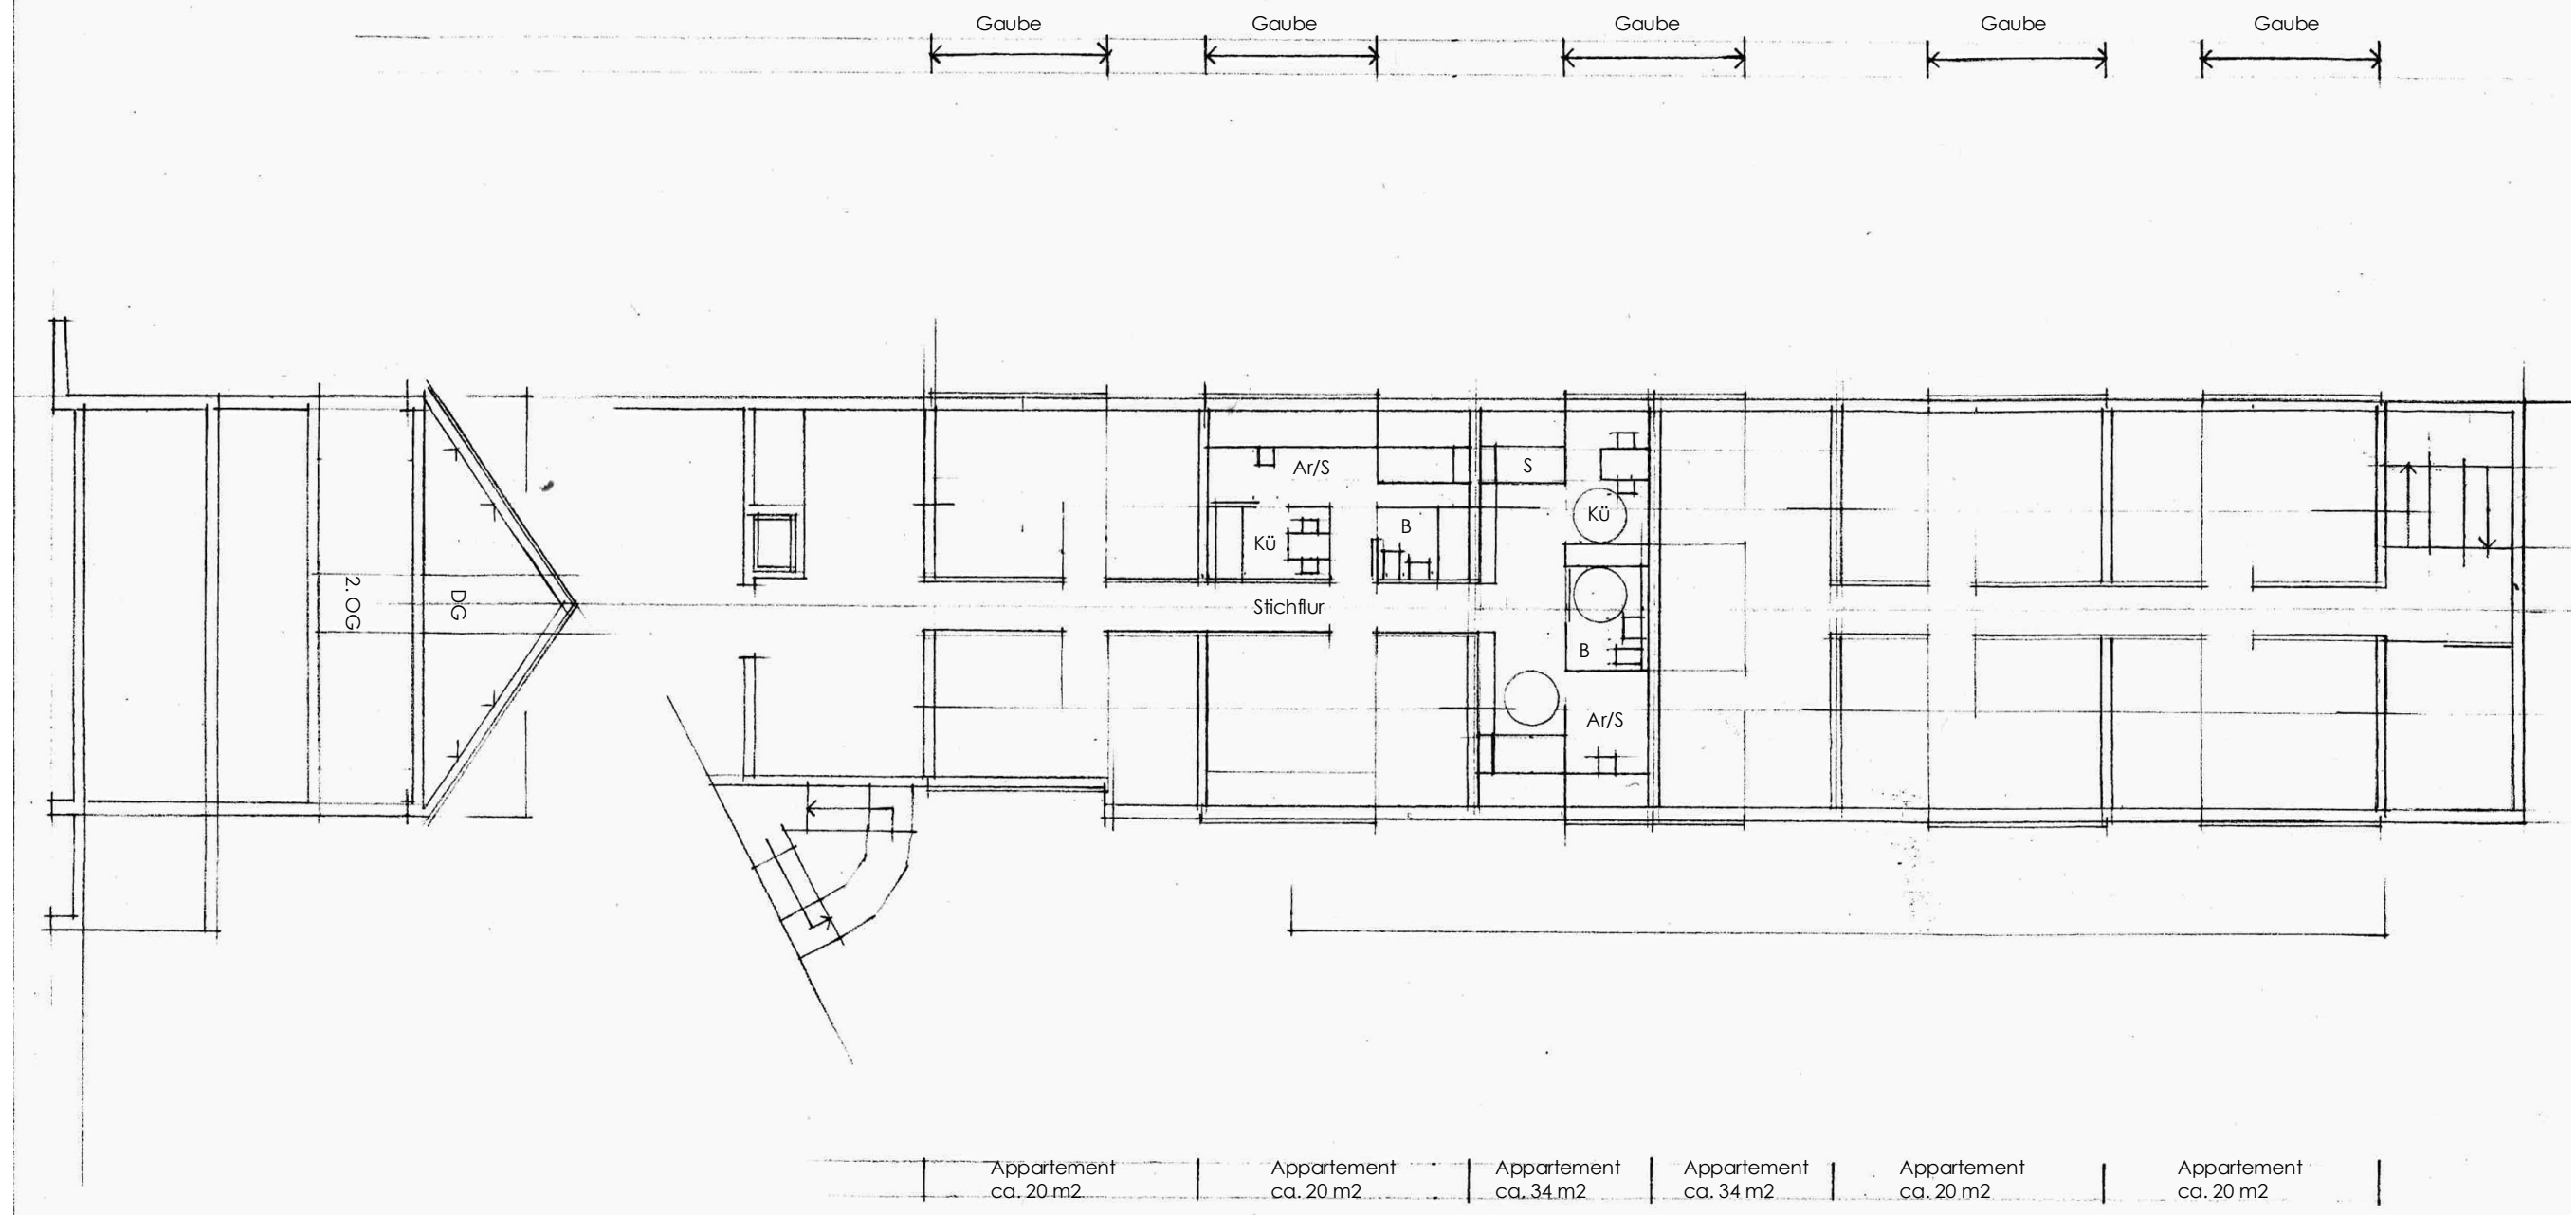 Gaube
Gaube
Gaube
Gaube
Gaube
Ar/S
S
Kü
B
Kü
2. OG
DG
Stichflur
B
Ar/S
Appartement
ca. 20 m2
Appartement
ca. 20 m2
Appartement
ca. 34 m2
Appartement
ca. 34 m2
Appartement
ca. 20 m2
Appartement
ca. 20 m2